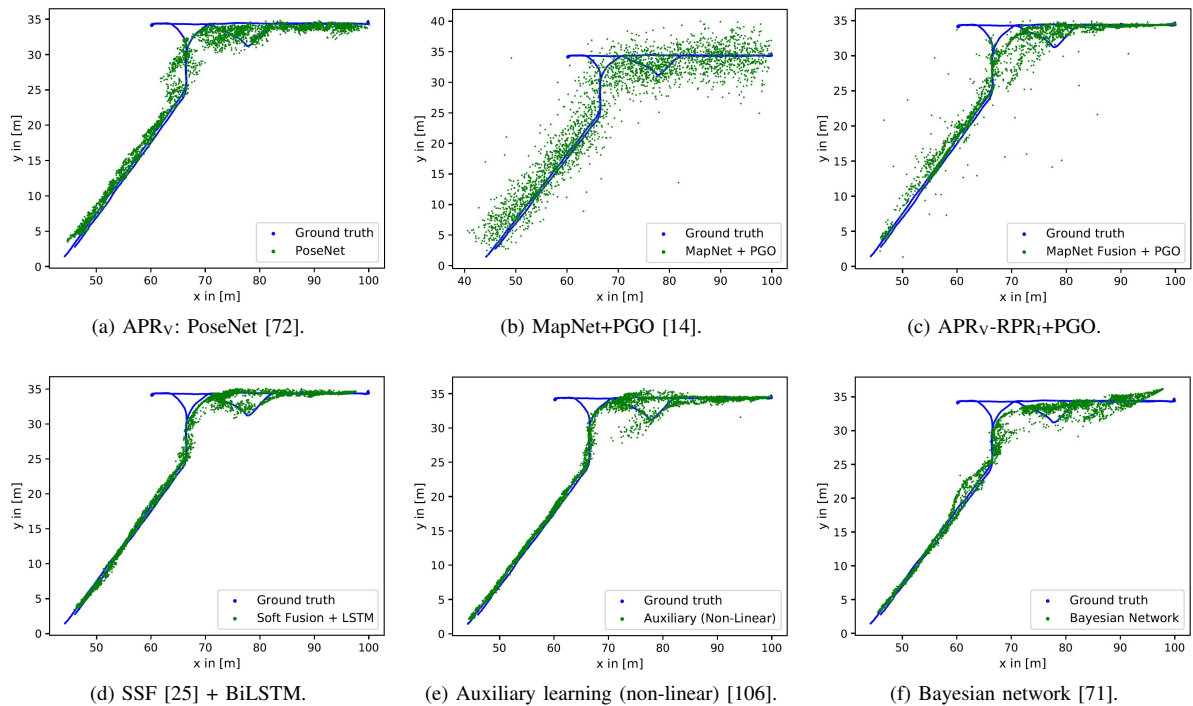 35
30
25
20
15
10
5
0
y in [m]
50
60
70
80
90
100
x in [m]
Ground truth
PoseNet
(a) APRV: PoseNet [72].
40
35
30
25
20
15
10
5
0
y in [m]
40
50
60
70
80
90
100
x in [m]
Ground truth
MapNet + PGO
(b) MapNet+PGO [14].
35
30
25
20
15
10
5
0
y in [m]
50
60
70
80
90
100
x in [m]
Ground truth
MapNet Fusion + PGO
(c) APRV-RPRI+PGO.
35
30
25
20
15
10
5
0
y in [m]
50
60
70
80
90
100
x in [m]
Ground truth
Soft Fusion + LSTM
(d) SSF [25] + BiLSTM.
35
30
25
20
15
10
5
0
y in [m]
50
60
70
80
90
100
x in [m]
Ground truth
Auxiliary (Non-Linear)
(e) Auxiliary learning (non-linear) [106].
35
30
25
20
15
10
5
0
y in [m]
50
60
70
80
90
100
x in [m]
Ground truth
Bayesian Network
(f) Bayesian network [71].